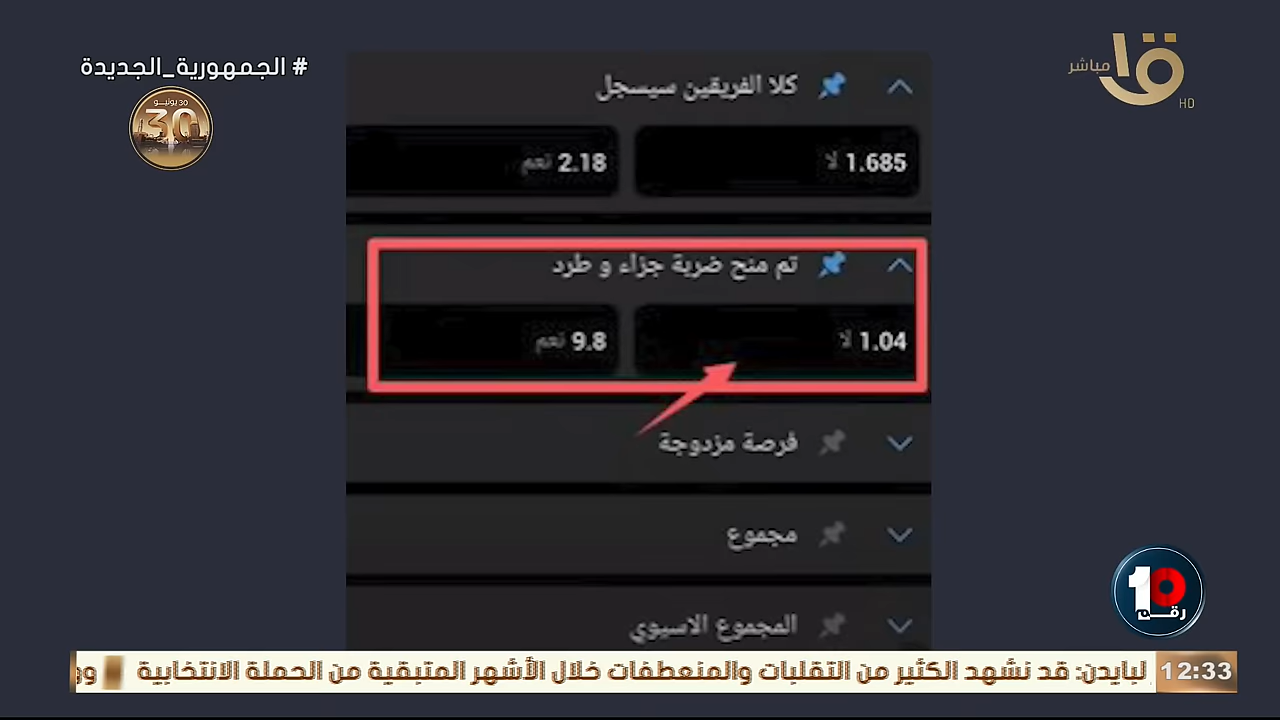 # الجمهورية_الجديدة
30 يونيو
30
مباشر
HD
كلا الفريقين سيسجل
1.685 لا
2.18 نعم
تم منح ضربة جزاء و طرد
1.04 لا
9.8 نعم
فرصة مزدوجة
مجموع
المجموع الاسيوي
رقم 10
12:33
لبايدن: قد نشهد الكثير من التقلبات والمنعطفات خلال الأشهر المتبقية من الحملة الانتخابية